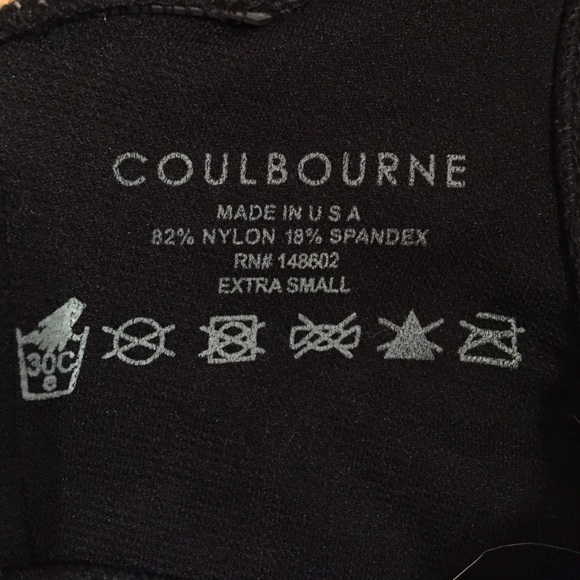 COULBOURNE
MADE IN U S A
82% NYLON 18% SPANDEX
RN# 148602
EXTRA SMALL
30C